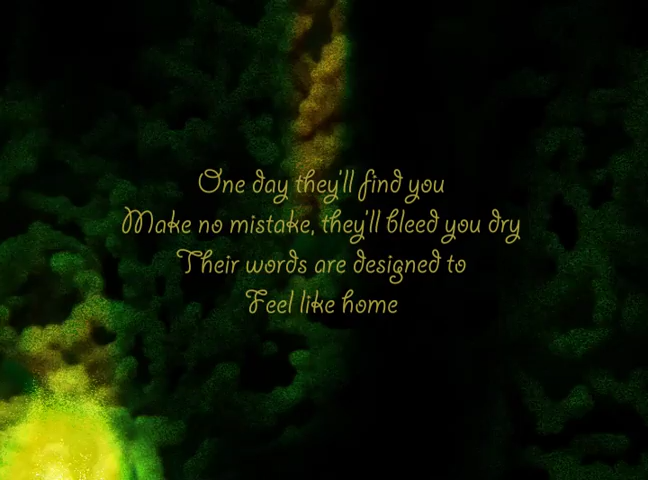 One day they'll find you
Make no mistake, they'll bleed you dry
Their words are designed to
Feel like home